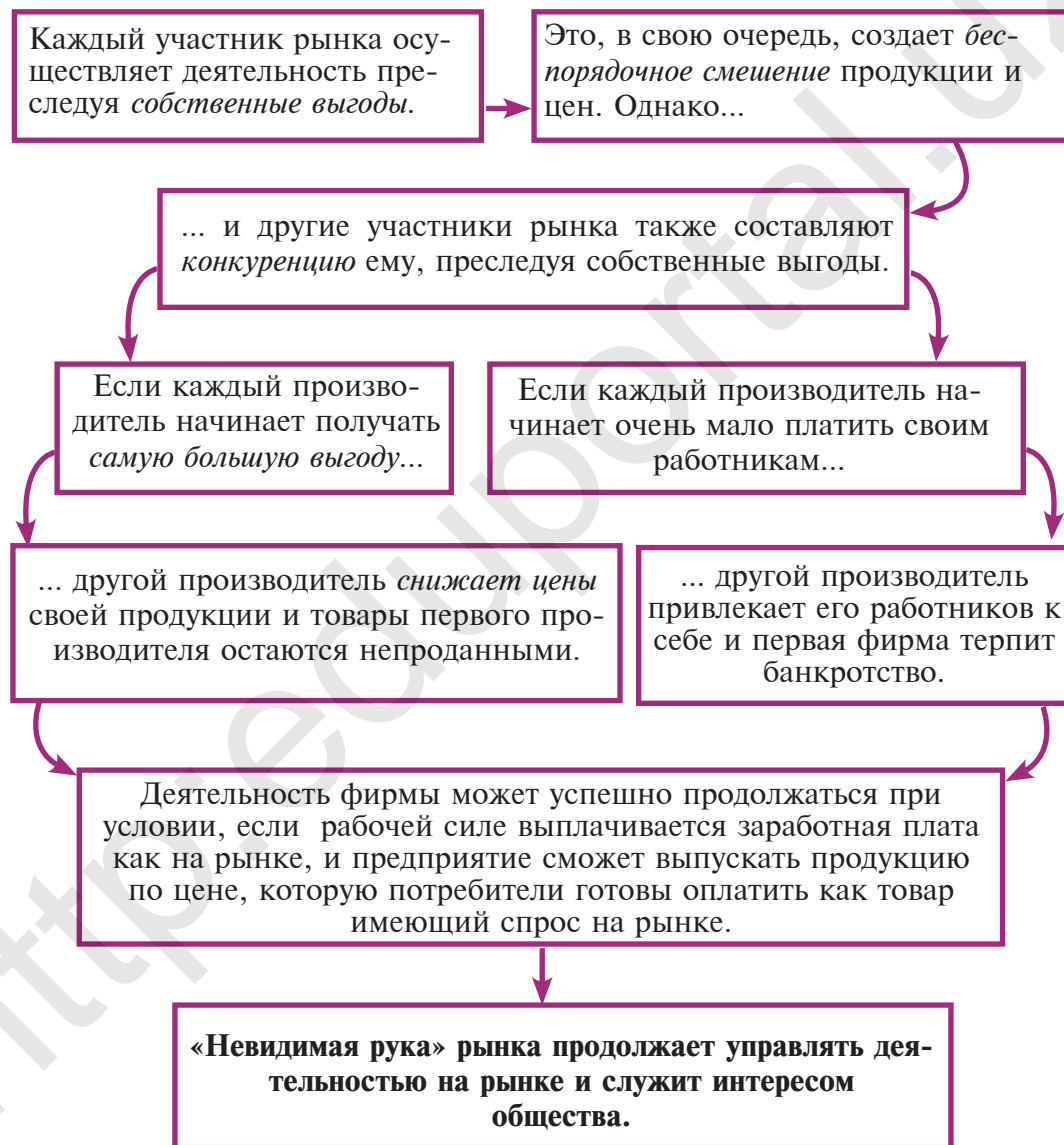 Каждый участник рынка осу-
ществляет деятельность пре-
следуя собственные выгоды.
Это, в свою очередь, создает бес-
порядочное смешение продукции и
цен. Однако...
... и другие участники рынка также составляют
конкуренцию ему, преследуя собственные выгоды.
Если каждый произво-
дитель начинает получать
самую большую выгоду...
Если каждый производитель на-
чинает очень мало платить своим
работникам...
... другой производитель снижает цены
своей продукции и товары первого про-
изводителя остаются непроданными.
... другой производитель
привлекает его работников к
себе и первая фирма терпит
банкротство.
Деятельность фирмы может успешно продолжаться при
условии, если рабочей силе выплачивается заработная плата
как на рынке, и предприятие сможет выпускать продукцию
по цене, которую потребители готовы оплатить как товар
имеющий спрос на рынке.
«Невидимая рука» рынка продолжает управлять дея-
тельностью на рынке и служит интересом
общества.
http:eduportal.uz